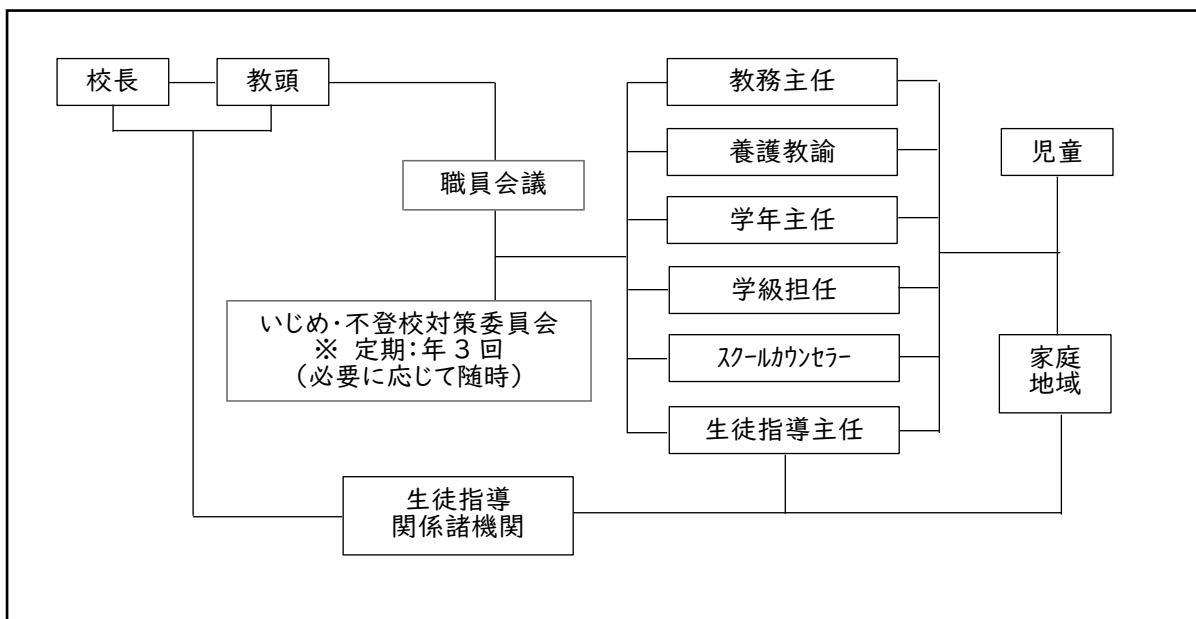 校長
教頭
職員会議
いじめ・不登校対策委員会
※ 定期：年３回
（必要に応じて随時）
教務主任
養護教諭
学年主任
学級担任
ｽｸｰﾙｶｳﾝｾﾗｰ
生徒指導主任
児童
家庭
地域
生徒指導
関係諸機関